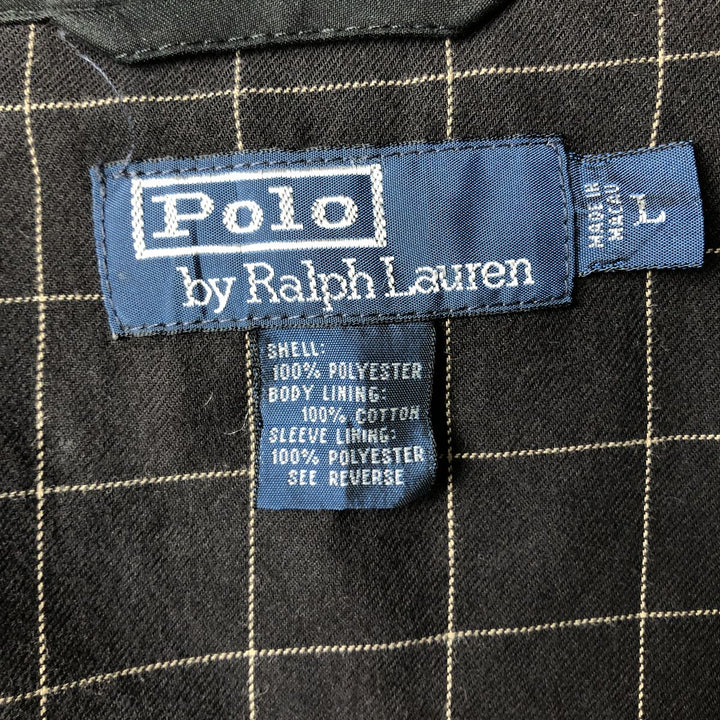 Polo
by Ralph Lauren
MADE IN
MACAU
L
SHELL:
100% POLYESTER
BODY LINING:
100% COTTON
SLEEVE LINING:
100% POLYESTER
SEE REVERSE